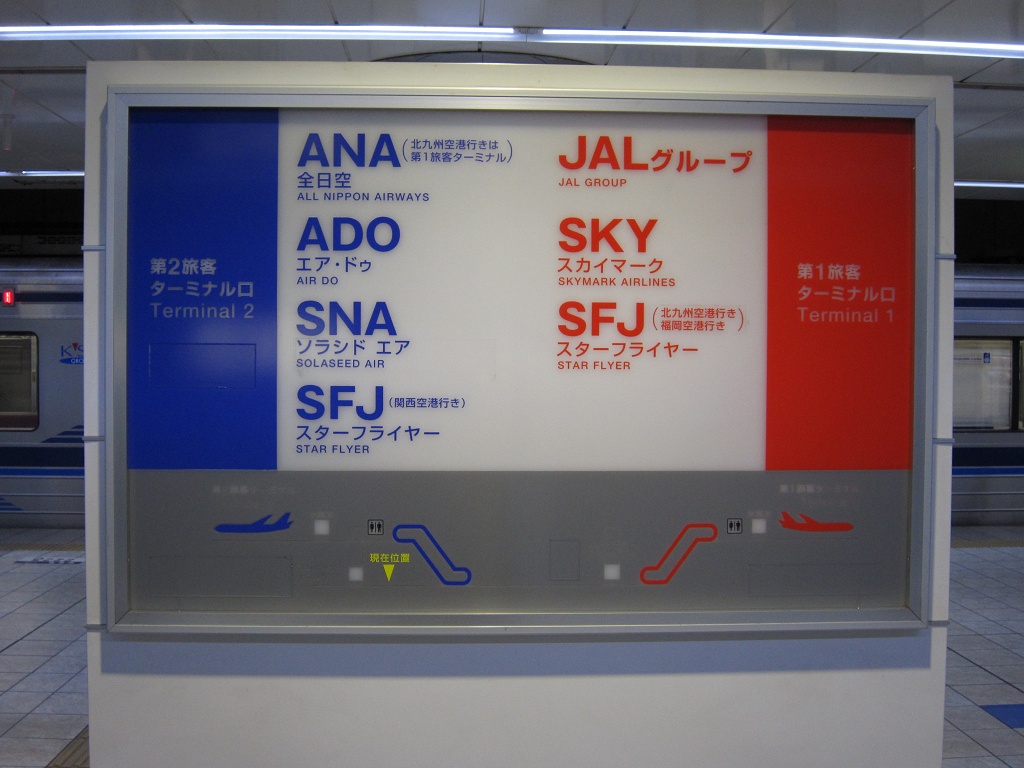 ANA（北九州空港行きは
第1旅客ターミナル）
全日空
ALL NIPPON AIRWAYS
ADO
エア・ドゥ
AIR DO
SNA
ソラシド エア
SOLASEED AIR
SFJ（関西空港行き）
スターフライヤー
STAR FLYER
第2旅客
ターミナル口
Terminal 2
JALグループ
JAL GROUP
SKY
スカイマーク
SKYMARK AIRLINES
SFJ（北九州空港行き
福岡空港行き）
スターフライヤー
STAR FLYER
第1旅客
ターミナル口
Terminal 1
現在位置